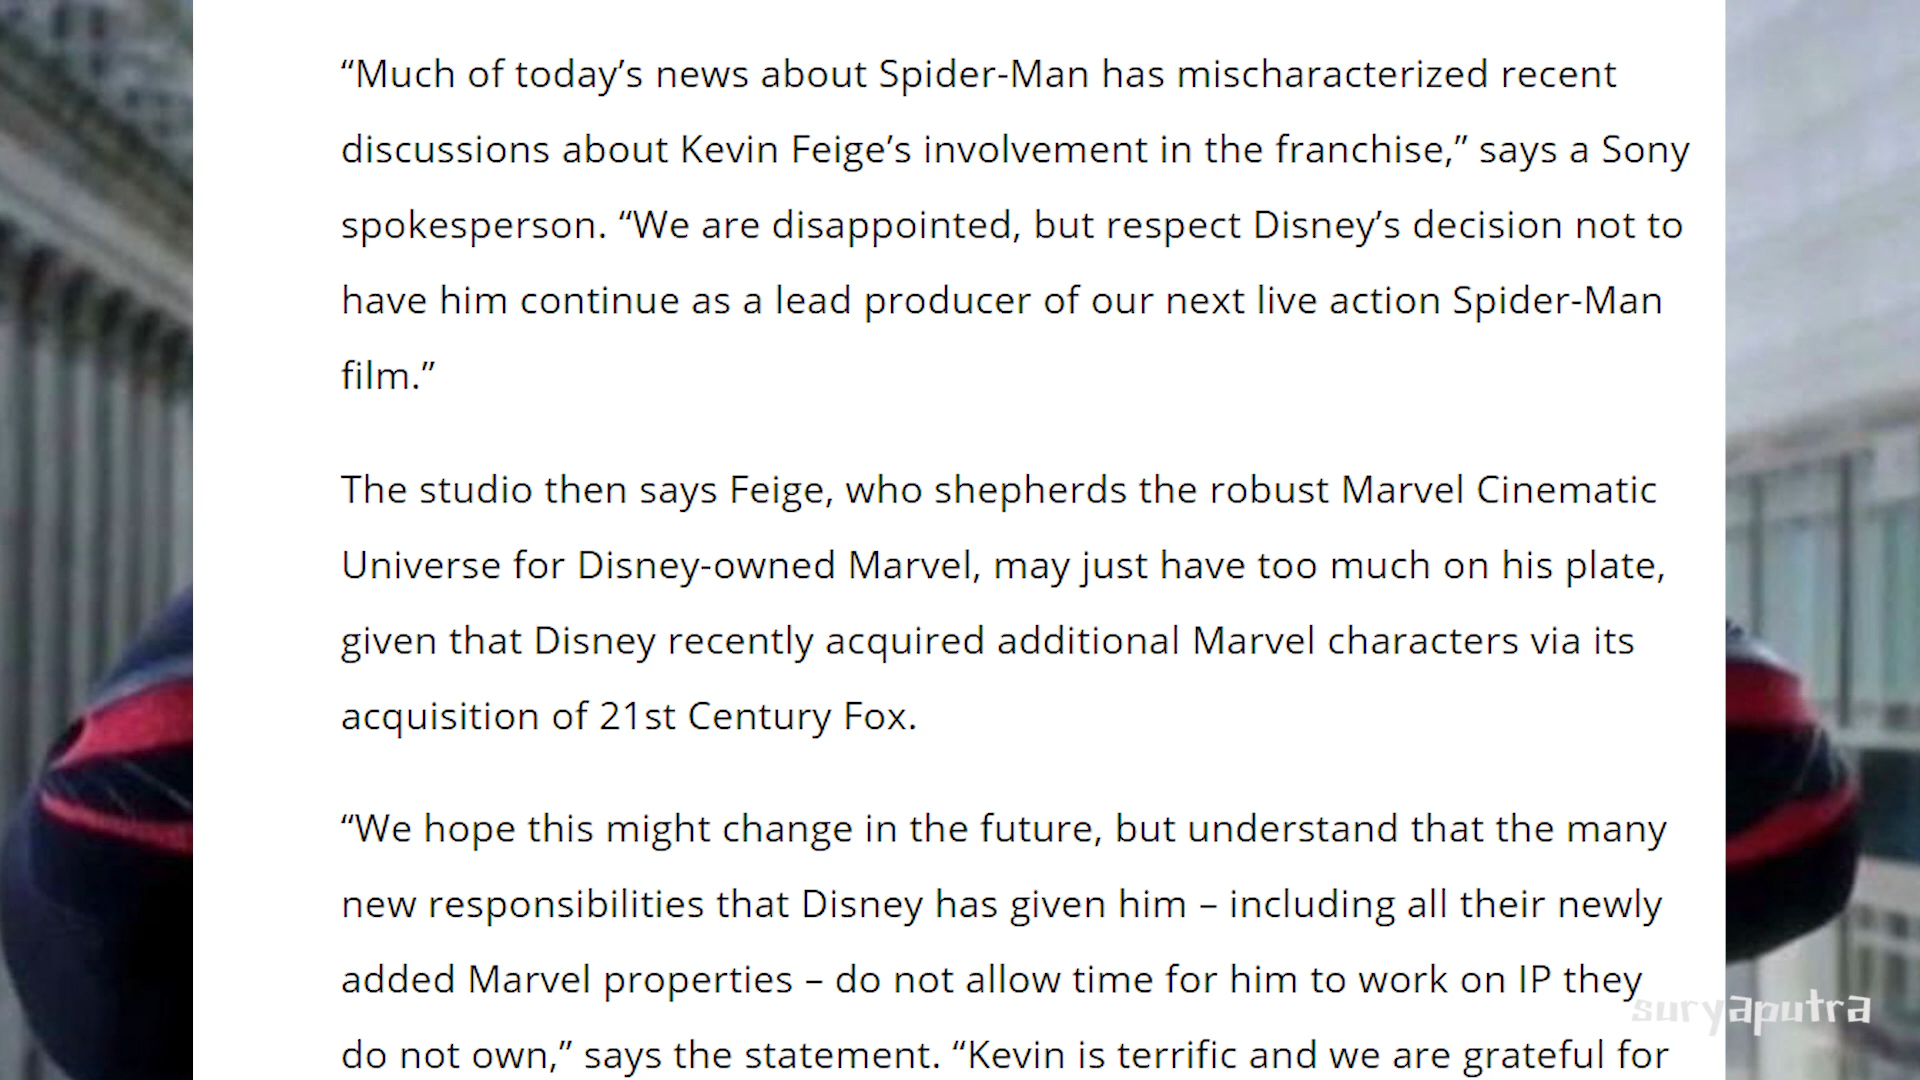 “Much of today’s news about Spider-Man has mischaracterized recent
discussions about Kevin Feige’s involvement in the franchise,” says a Sony
spokesperson. “We are disappointed, but respect Disney’s decision not to
have him continue as a lead producer of our next live action Spider-Man
film.”
The studio then says Feige, who shepherds the robust Marvel Cinematic
Universe for Disney-owned Marvel, may just have too much on his plate,
given that Disney recently acquired additional Marvel characters via its
acquisition of 21st Century Fox.
“We hope this might change in the future, but understand that the many
new responsibilities that Disney has given him – including all their newly
added Marvel properties – do not allow time for him to work on IP they
suryaputra
do not own,” says the statement. “Kevin is terrific and we are grateful for